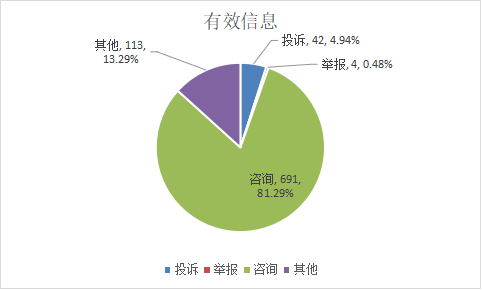 有效信息
投诉, 42, 4.94%
举报, 4, 0.48%
其他, 113,
13.29%
咨询, 691,
81.29%
投诉 举报 咨询 其他